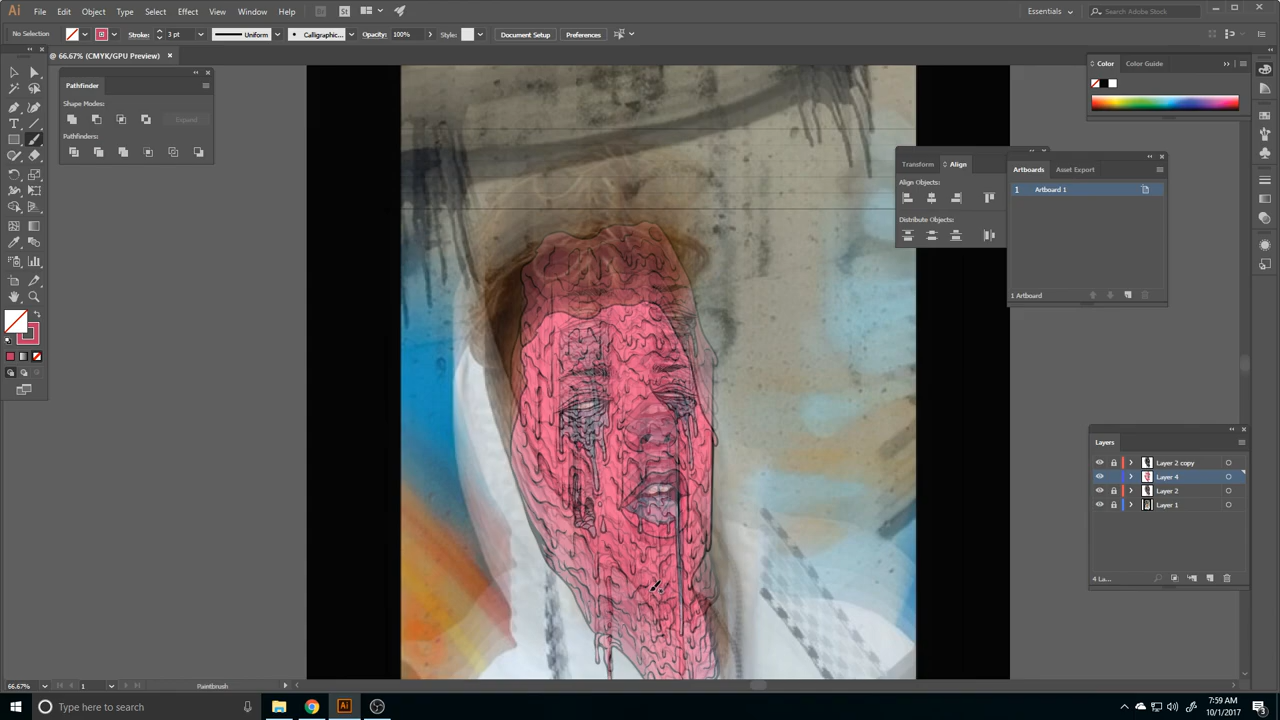 Ai File Edit Object Type Select Effect View Window Help Br St Essentials Search Adobe Stock
No Selection Stroke: 3 pt Uniform Calligraphic... Opacity: 100% Style: Document Setup Preferences
@ 66.67% (CMYK/GPU Preview)
Pathfinder
Shape Modes:
Expand
Pathfinders:
Color Color Guide
Transform Align
Align Objects:
Distribute Objects:
Artboards Asset Export
1 Artboard 1
1 Artboard
Layers
Layer 2 copy
Layer 4
Layer 2
Layer 1
4 La...
66.67% 1 Paintbrush
Type here to search
Ai
7:59 AM
10/1/2017
3